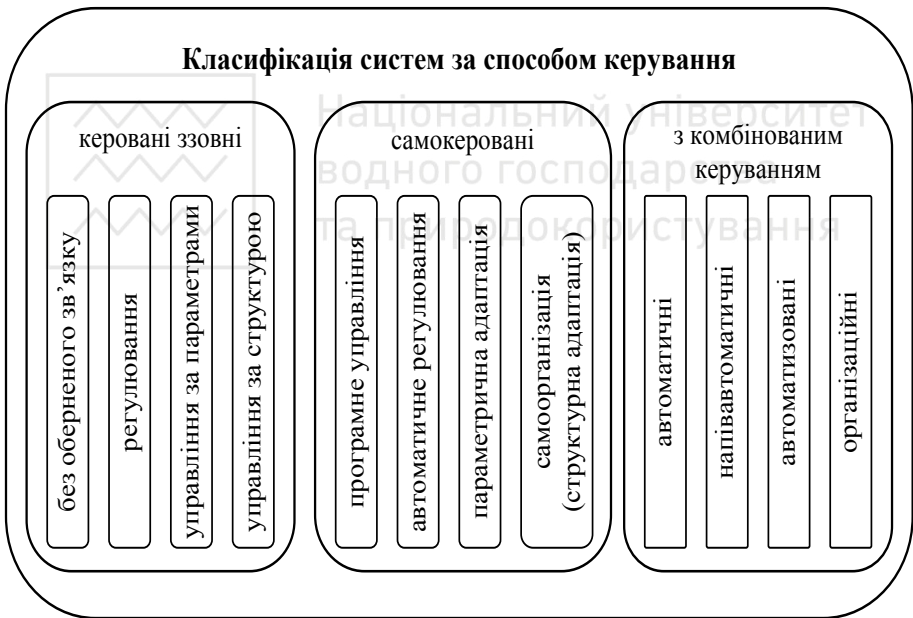 Класифікація систем за способом керування
Національний університет
водного господарства
та природокористування
керовані ззовні
без оберненого зв’язку
регулювання
управління за параметрами
управління за структурою
самокеровані
програмне управління
автоматичне регулювання
параметрична адаптація
самоорганізація
(структурна адаптація)
з комбінованим
керуванням
автоматичні
напівавтоматичні
автоматизовані
організаційні